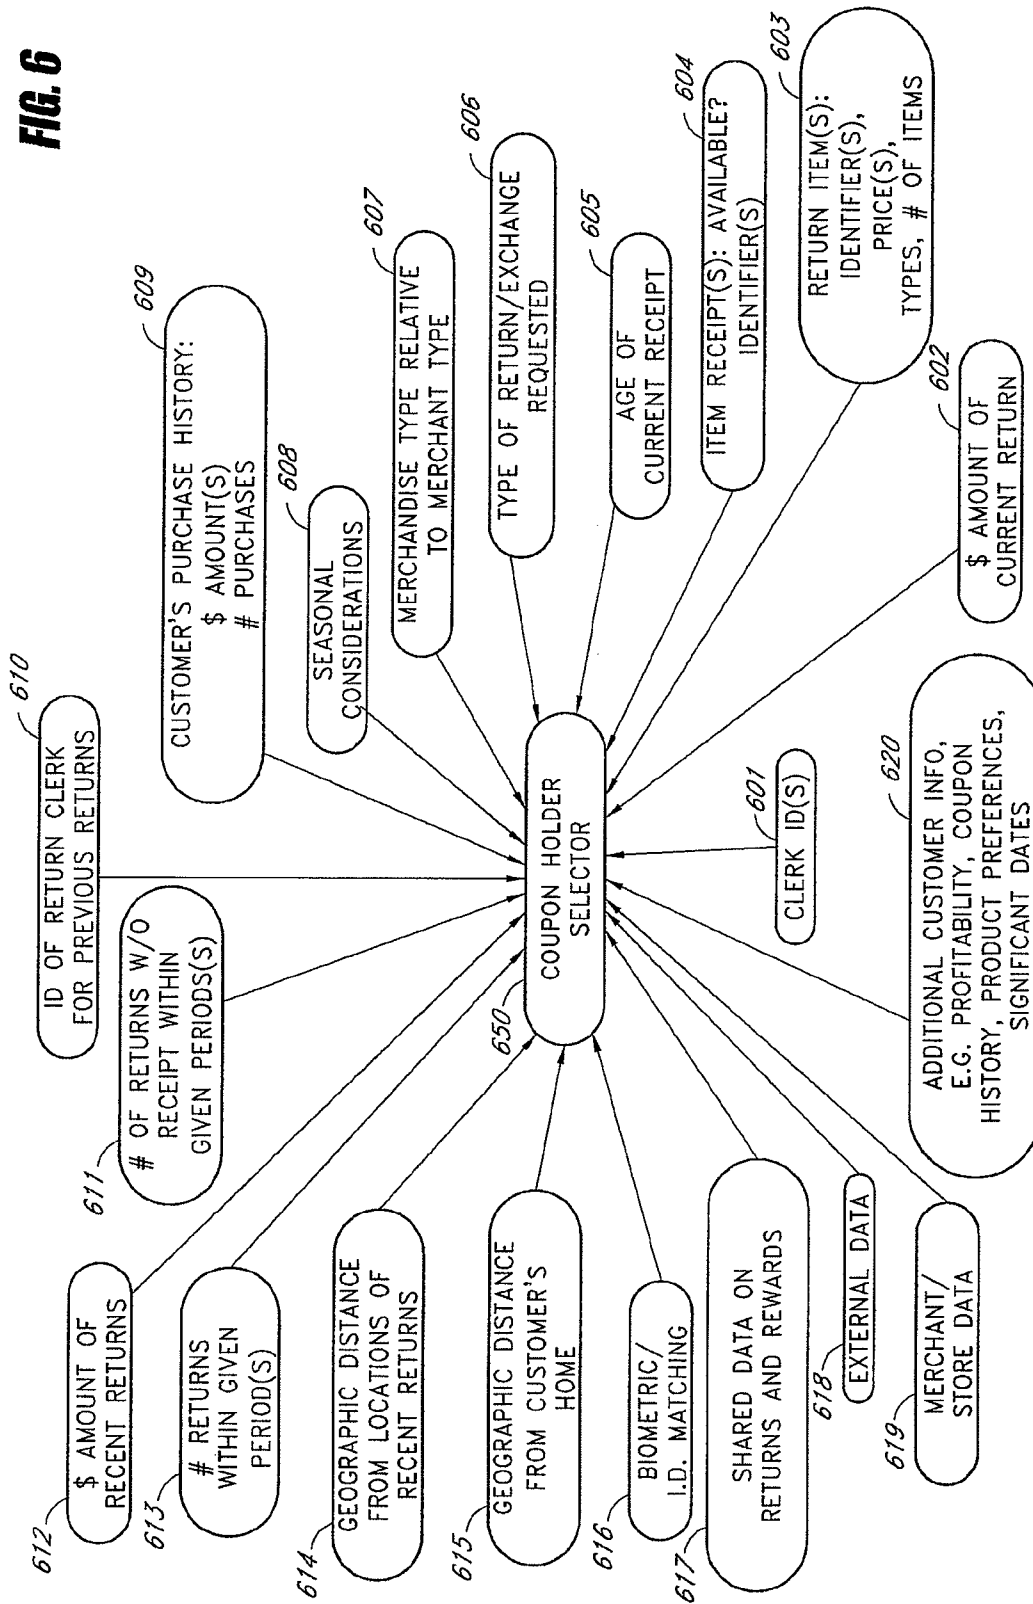 FIG. 6
610
ID OF RETURN CLERK
FOR PREVIOUS RETURNS
609
CUSTOMER'S PURCHASE HISTORY:
$ AMOUNT(S)
# PURCHASES
608
SEASONAL
CONSIDERATIONS
607
MERCHANDISE TYPE RELATIVE
TO MERCHANT TYPE
606
TYPE OF RETURN/EXCHANGE
REQUESTED
605
AGE OF
CURRENT RECEIPT
604
ITEM RECEIPT(S): AVAILABLE?
IDENTIFIER(S)
603
RETURN ITEM(S):
IDENTIFIER(S),
PRICE(S),
TYPES, # OF ITEMS
602
$ AMOUNT OF
CURRENT RETURN
601
CLERK ID(S)
620
ADDITIONAL CUSTOMER INFO,
E.G. PROFITABILITY, COUPON
HISTORY, PRODUCT PREFERENCES,
SIGNIFICANT DATES
650
COUPON HOLDER
SELECTOR
611
# OF RETURNS W/O
RECEIPT WITHIN
GIVEN PERIODS(S)
612
$ AMOUNT OF
RECENT RETURNS
613
# RETURNS
WITHIN GIVEN
PERIOD(S)
614
GEOGRAPHIC DISTANCE
FROM LOCATIONS OF
RECENT RETURNS
615
GEOGRAPHIC DISTANCE
FROM CUSTOMER'S
HOME
616
BIOMETRIC/
I.D. MATCHING
617
SHARED DATA ON
RETURNS AND REWARDS
618
EXTERNAL DATA
619
MERCHANT/
STORE DATA